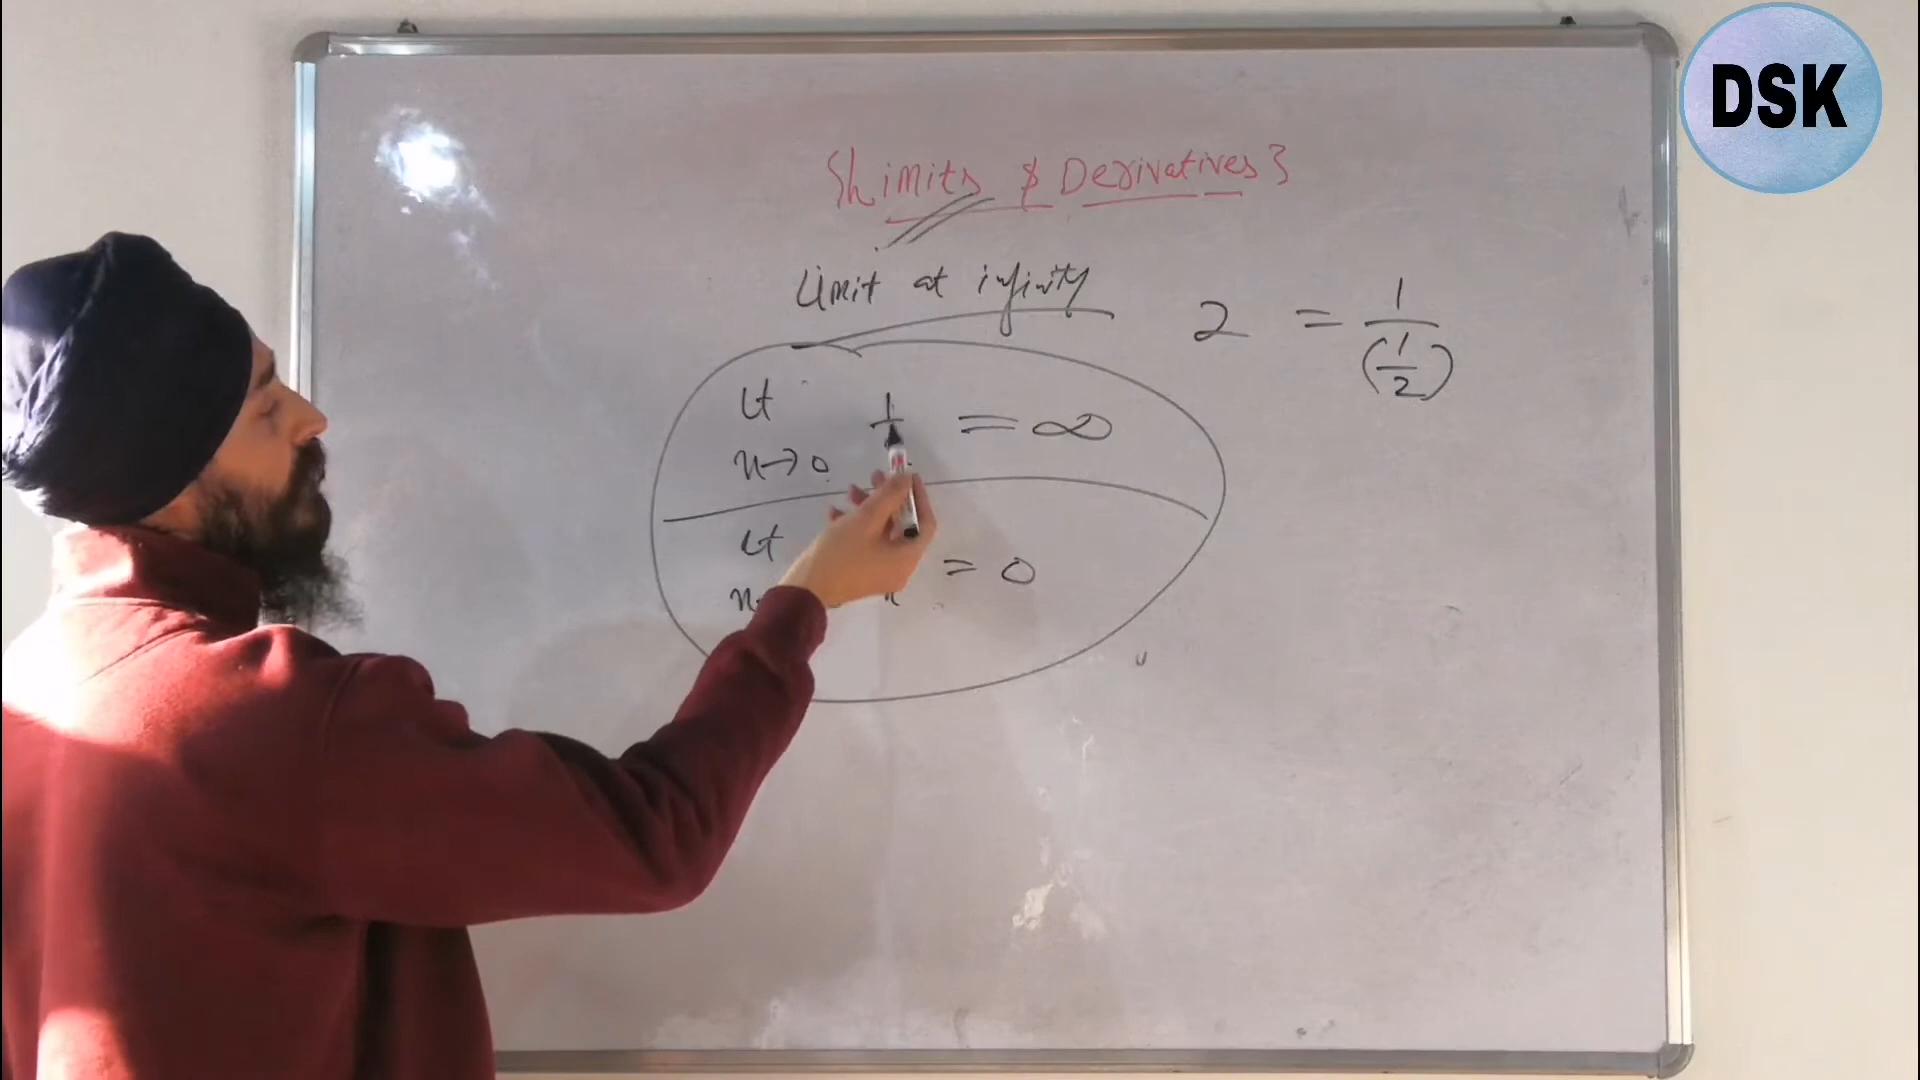 {Limits & Derivatives}
DSK
Limit at infinity
2 = 1/(1/2)
Lt 1 = ∞
x→0
Lt = 0
x